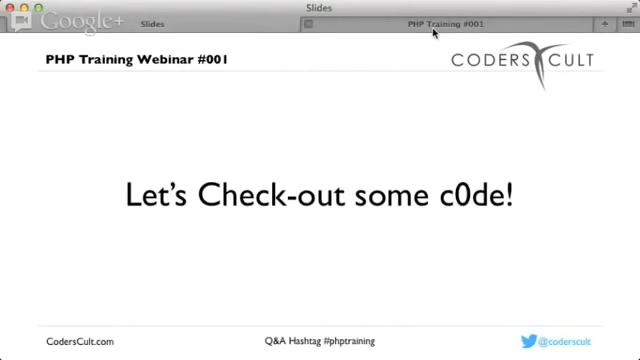 Slides
Google+
Slides
PHP Training #001
PHP Training Webinar #001
CODERS CULT
Let's Check-out some c0de!
CodersCult.com
Q&A Hashtag #phptraining
@coderscult